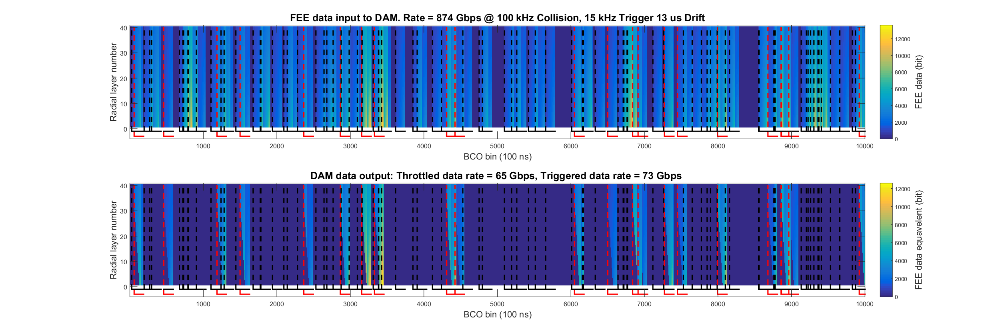 FEE data input to DAM. Rate = 874 Gbps @ 100 kHz Collision, 15 kHz Trigger 13 us Drift
40
30
20
10
0
Radial layer number
1000 2000 3000 4000 5000 6000 7000 8000 9000 10000
BCO bin (100 ns)
12000
10000
8000
6000
4000
2000
0
FEE data (bit)
DAM data output: Throttled data rate = 65 Gbps, Triggered data rate = 73 Gbps
40
30
20
10
0
Radial layer number
1000 2000 3000 4000 5000 6000 7000 8000 9000 10000
BCO bin (100 ns)
12000
10000
8000
6000
4000
2000
0
FEE data equavelent (bit)